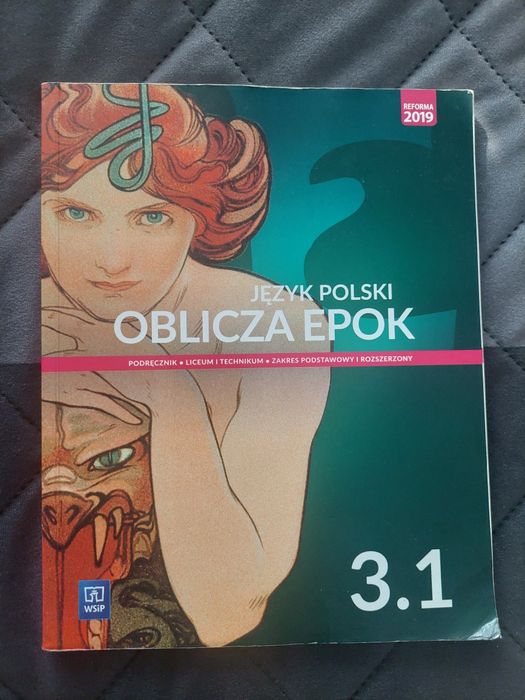 REFORMA
2019
JĘZYK POLSKI
OBLICZA EPOK
PODRĘCZNIK • LICEUM I TECHNIKUM • ZAKRES PODSTAWOWY I ROZSZERZONY
3.1
WSiP